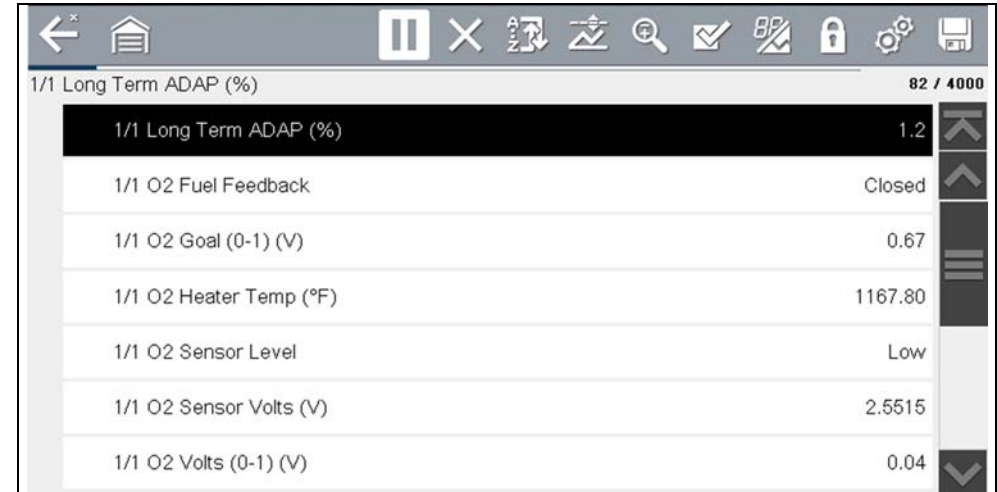 1/1 Long Term ADAP (%) 82 / 4000
1/1 Long Term ADAP (%) 1.2
1/1 O2 Fuel Feedback Closed
1/1 O2 Goal (0-1) (V) 0.67
1/1 O2 Heater Temp (°F) 1167.80
1/1 O2 Sensor Level Low
1/1 O2 Sensor Volts (V) 2.5515
1/1 O2 Volts (0-1) (V) 0.04